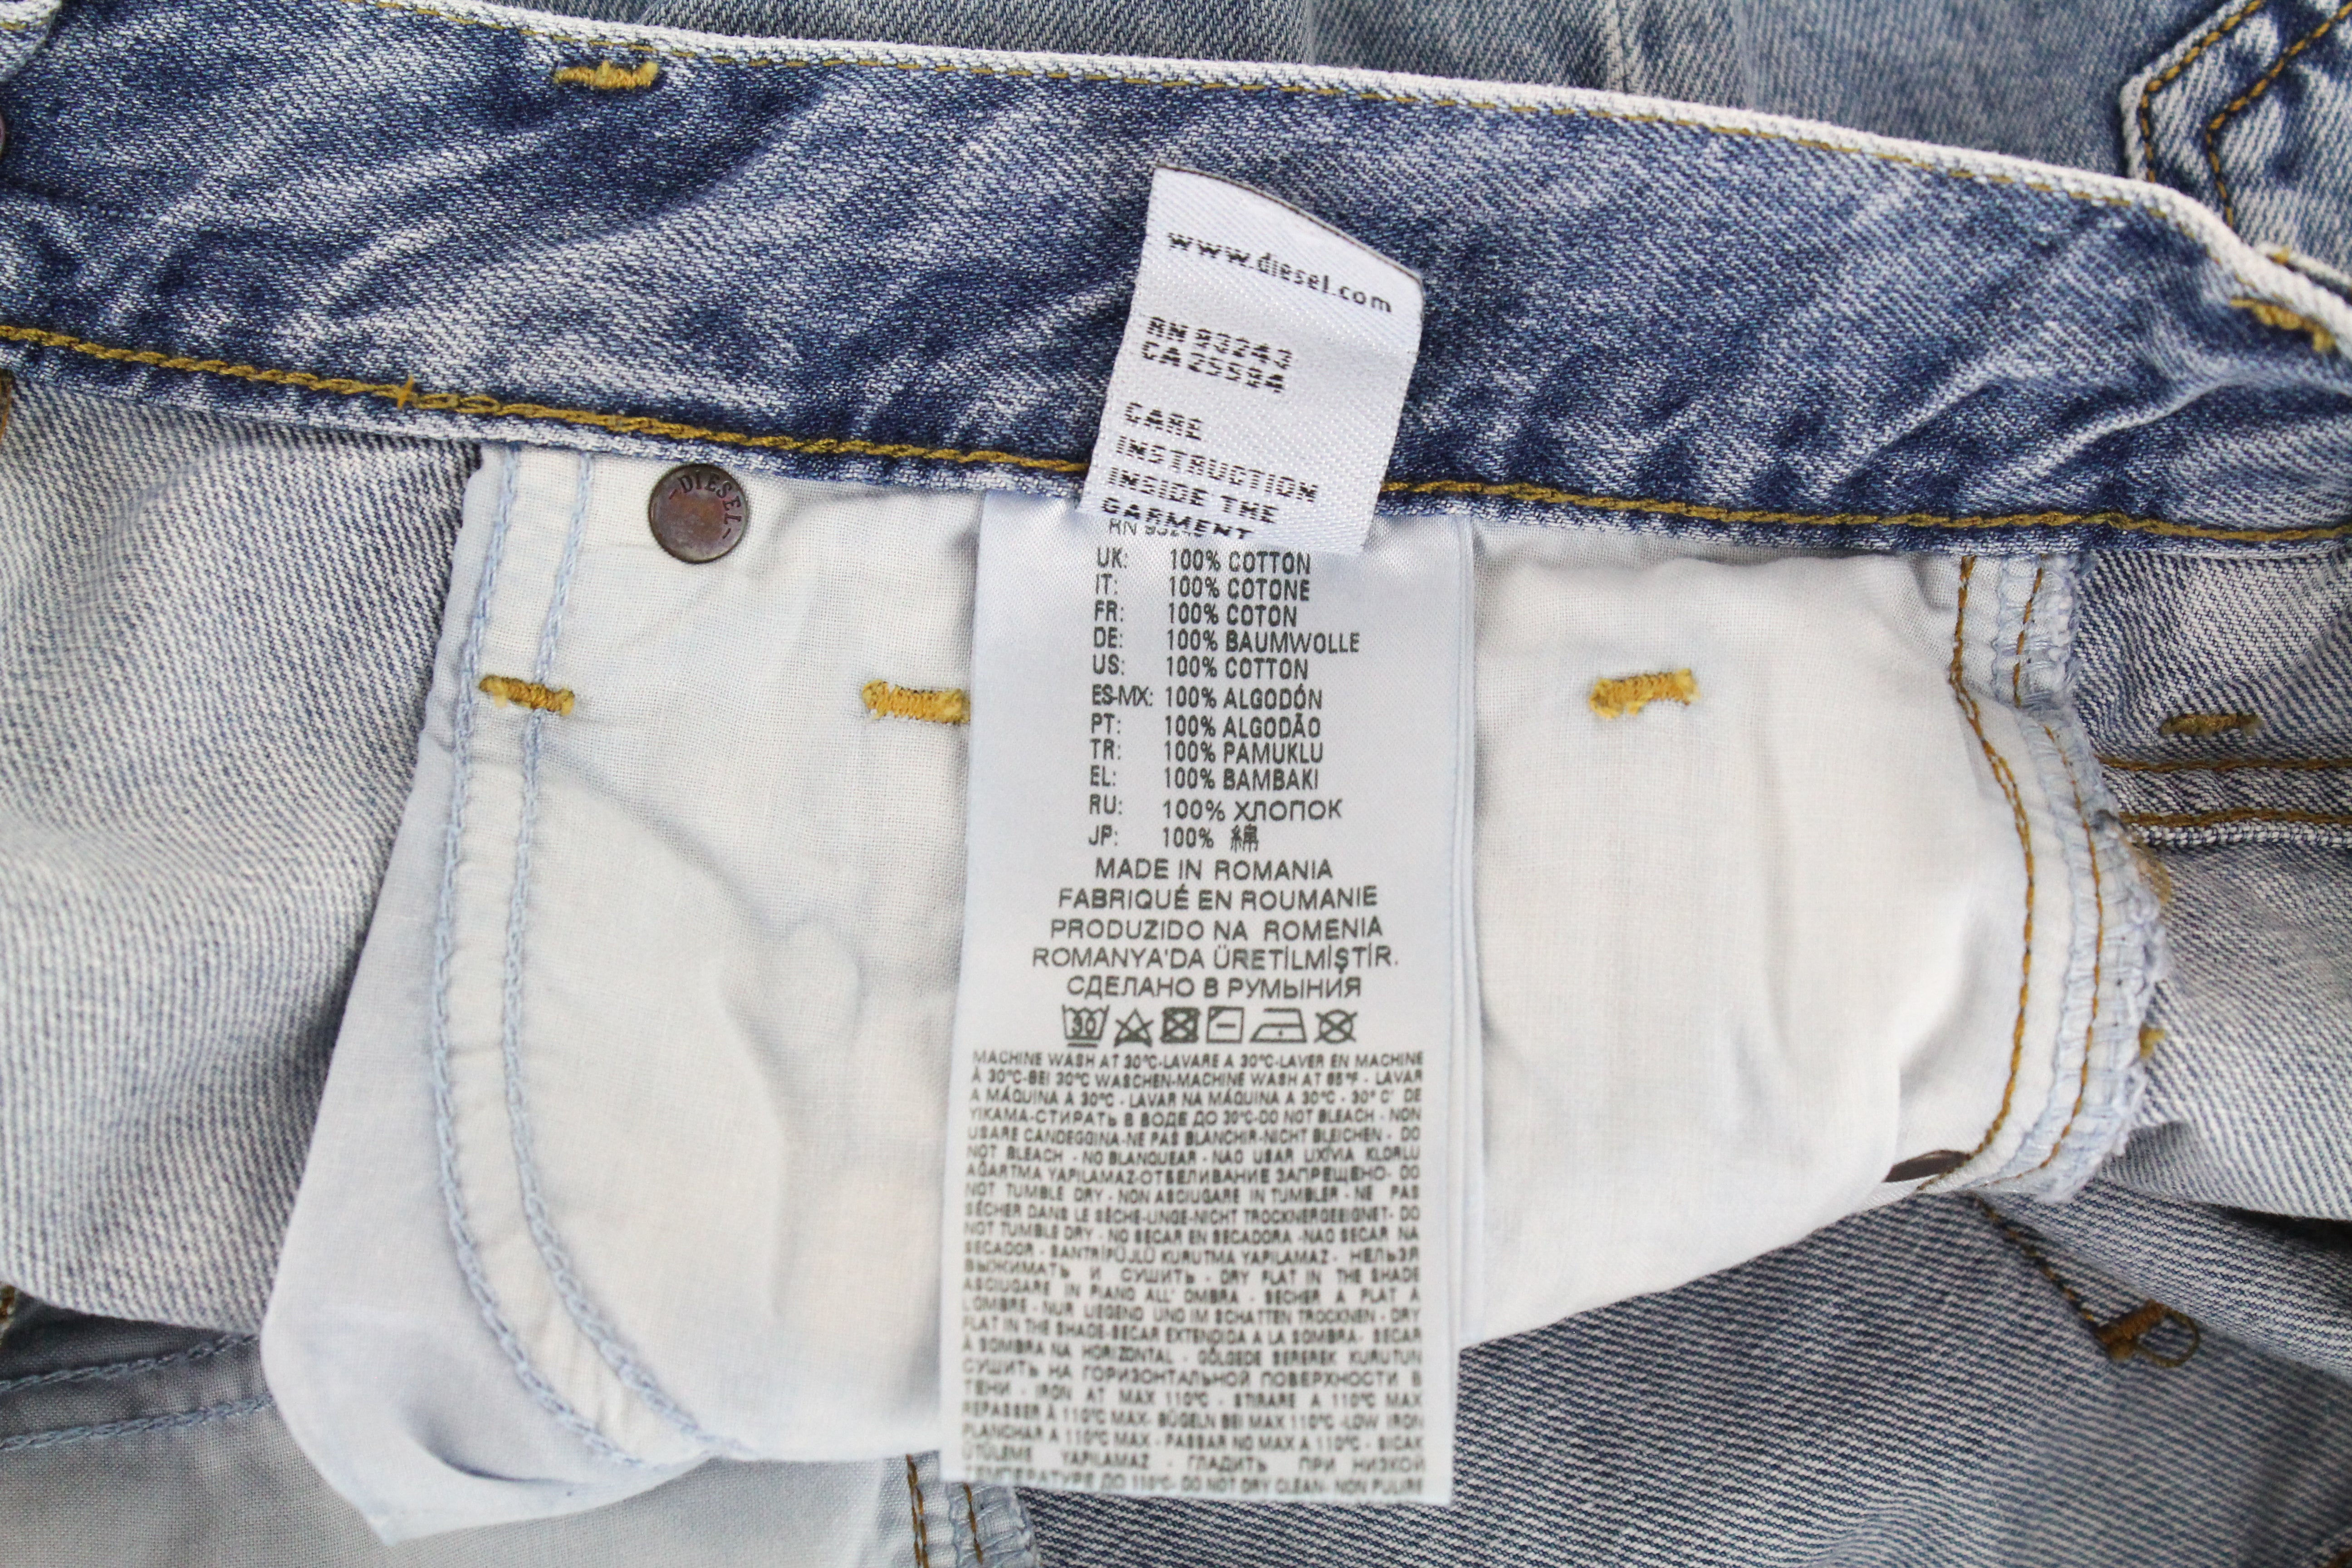 www.diesel.com
RN 93243
CA 25594
CARE
INSTRUCTION
INSIDE THE
GARMENT
DIESEL
RN
UK: 100% COTTON
IT: 100% COTONE
FR: 100% COTON
DE: 100% BAUMWOLLE
US: 100% COTTON
ES-MX: 100% ALGODÓN
PT: 100% ALGODÃO
TR: 100% PAMUKLU
EL: 100% BAMBAKI
RU: 100% ХЛОПОК
JP: 100% 綿
MADE IN ROMANIA
FABRIQUÉ EN ROUMANIE
PRODUZIDO NA ROMENIA
ROMANYA'DA ÜRETİLMİŞTİR.
СДЕЛАНО В РУМЫНИЯ
30
MACHINE WASH AT 30°C-LAVARE A 30°C-LAVER EN MACHINE
À 30°C-BEI 30°C WASCHEN-MACHINE WASH AT 85°F - LAVAR
A MÁQUINA A 30°C - LAVAR NA MÁQUINA A 30°C - 30° C' DE
YIKAMA-СТИРАТЬ В ВОДЕ ДО 30°C-DO NOT BLEACH - NON
USARE CANDEGGINA-NE PAS BLANCHIR-NICHT BLEICHEN - DO
NOT BLEACH - NO BLANQUEAR - NAO USAR LIXÍVIA KLORLU
AĞARTMA YAPILAMAZ-ОТБЕЛИВАНИЕ ЗАПРЕЩЕНО- DO
NOT TUMBLE DRY - NON ASCIUGARE IN TUMBLER - NE PAS
SÉCHER DANS LE SÈCHE-LINGE-NICHT TROCKNERGEEIGNET- DO
NOT TUMBLE DRY - NO SECAR EN SECADORA -NAO SECAR NA
SECADOR - SANTRİPÜJLÜ KURUTMA YAPILAMAZ - НЕЛЬЗЯ
ВЫЖИМАТЬ И СУШИТЬ - DRY FLAT IN THE SHADE
ASCIUGARE IN PIANO ALL' OMBRA - SECHER A PLAT A
L'OMBRE - NUR LIEGEND UND IM SCHATTEN TROCKNEN - DRY
FLAT IN THE SHADE-SECAR EXTENDIDA A LA SOMBRA- SECAR
À SOMBRA NA HORIZONTAL - GÖLGEDE SEREREK KURUTUN
СУШИТЬ НА ГОРИЗОНТАЛЬНОЙ ПОВЕРХНОСТИ В
ТЕНИ - IRON AT MAX 110°C - STIRARE A 110°C MAX
REPASSER À 110°C MAX- BÜGELN BEI MAX 110°C -LOW IRON
PLANCHAR A 110°C MAX - PASSAR NO MAX A 110°C - SICAK
ÜTÜLEME YAPILAMAZ - ГЛАДИТЬ ПРИ НИЗКОЙ
ТЕМПЕРАТУРЕ ДО 110°C- DO NOT DRY CLEAN- NON PULIRE